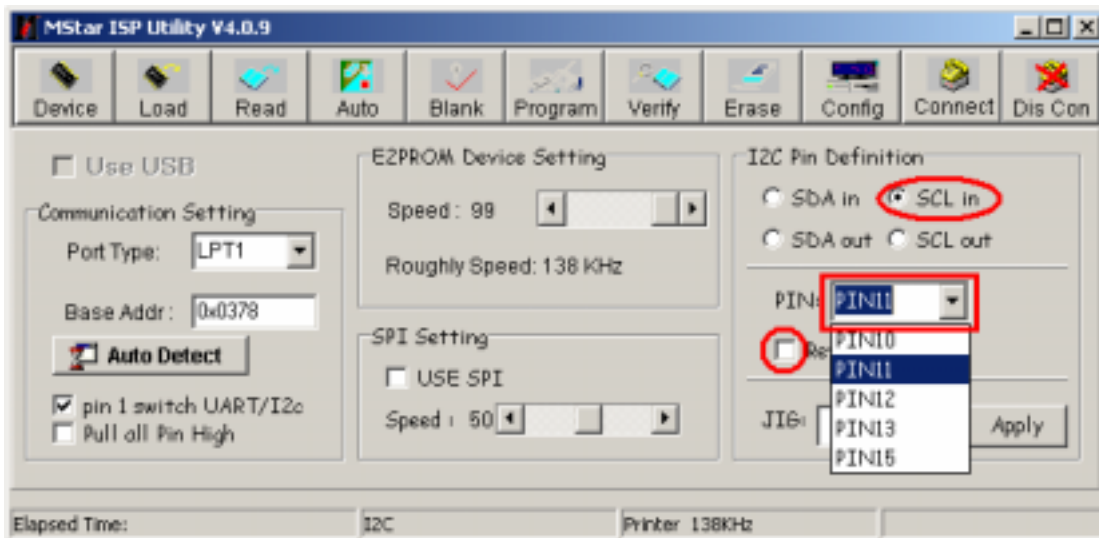 MStar ISP Utility V4.0.9
Device Load Read Auto Blank Program Verify Erase Config Connect Dis Con
Use USB
Communication Setting
Port Type: LPT1
Base Addr : 0x0378
Auto Detect
pin 1 switch UART/I2c
Pull all Pin High
E2PROM Device Setting
Speed : 99
Roughly Speed: 138 KHz
SPI Setting
USE SPI
Speed : 50
I2C Pin Definition
SDA in SCL in
SDA out SCL out
PIN: PIN11
PIN10
PIN11
PIN12
PIN13
PIN15
JIG:
Apply
Elapsed Time: I2C Printer 138KHz